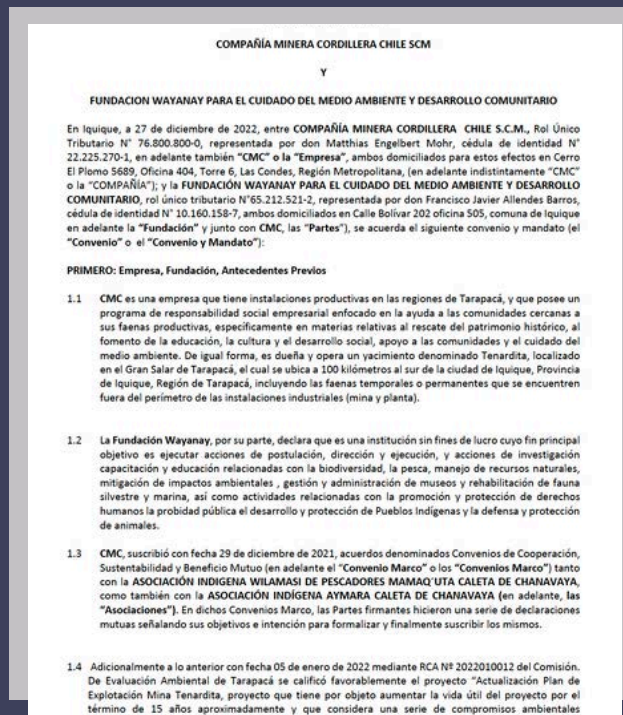 COMPAÑÍA MINERA CORDILLERA CHILE SCM
Y
FUNDACION WAYANAY PARA EL CUIDADO DEL MEDIO AMBIENTE Y DESARROLLO COMUNITARIO
En Iquique, a 27 de diciembre de 2022, entre COMPAÑÍA MINERA CORDILLERA CHILE S.C.M., Rol Único
Tributario N° 76.800.800-0, representada por don Matthias Engelbert Mohr, cédula de identidad N°
22.225.270-1, en adelante también "CMC" o la "Empresa", ambos domiciliados para estos efectos en Cerro
El Plomo 5689, Oficina 404, Torre 6, Las Condes, Región Metropolitana, (en adelante indistintamente "CMC"
o la "COMPAÑÍA"); y la FUNDACIÓN WAYANAY PARA EL CUIDADO DEL MEDIO AMBIENTE Y DESARROLLO
COMUNITARIO, rol único tributario N°65.212.521-2, representada por don Francisco Javier Allendes Barros,
cédula de identidad N° 10.160.158-7, ambos domiciliados en Calle Bolívar 202 oficina 505, comuna de Iquique
en adelante la "Fundación" y junto con CMC, las "Partes"), se acuerda el siguiente convenio y mandato (el
"Convenio" o el "Convenio y Mandato"):
PRIMERO: Empresa, Fundación, Antecedentes Previos
1.1 CMC es una empresa que tiene instalaciones productivas en las regiones de Tarapacá, y que posee un
programa de responsabilidad social empresarial enfocado en la ayuda a las comunidades cercanas a
sus faenas productivas, específicamente en materias relativas al rescate del patrimonio histórico, al
fomento de la educación, la cultura y el desarrollo social, apoyo a las comunidades y el cuidado del
medio ambiente. De igual forma, es dueña y opera un yacimiento denominado Tenardita, localizado
en el Gran Salar de Tarapacá, el cual se ubica a 100 kilómetros al sur de la ciudad de Iquique, Provincia
de Iquique, Región de Tarapacá, incluyendo las faenas temporales o permanentes que se encuentren
fuera del perímetro de las instalaciones industriales (mina y planta).
1.2 La Fundación Wayanay, por su parte, declara que es una institución sin fines de lucro cuyo fin principal
objetivo es ejecutar acciones de postulación, dirección y ejecución, y acciones de investigación
capacitación y educación relacionadas con la biodiversidad, la pesca, manejo de recursos naturales,
mitigación de impactos ambientales , gestión y administración de museos y rehabilitación de fauna
silvestre y marina, así como actividades relacionadas con la promoción y protección de derechos
humanos la probidad pública el desarrollo y protección de Pueblos Indígenas y la defensa y protección
de animales.
1.3 CMC, suscribió con fecha 29 de diciembre de 2021, acuerdos denominados Convenios de Cooperación,
Sustentabilidad y Beneficio Mutuo (en adelante el "Convenio Marco" o los "Convenios Marco") tanto
con la ASOCIACIÓN INDIGENA WILAMASI DE PESCADORES MAMAQ´UTA CALETA DE CHANAVAYA,
como también con la ASOCIACIÓN INDÍGENA AYMARA CALETA DE CHANAVAYA (en adelante, las
"Asociaciones"). En dichos Convenios Marco, las Partes firmantes hicieron una serie de declaraciones
mutuas señalando sus objetivos e intención para formalizar y finalmente suscribir los mismos.
1.4 Adicionalmente a lo anterior con fecha 05 de enero de 2022 mediante RCA Nº 2022010012 del Comisión.
De Evaluación Ambiental de Tarapacá se calificó favorablemente el proyecto "Actualización Plan de
Explotación Mina Tenardita, proyecto que tiene por objeto aumentar la vida útil del proyecto por el
término de 15 años aproximadamente y que considera una serie de compromisos ambientales